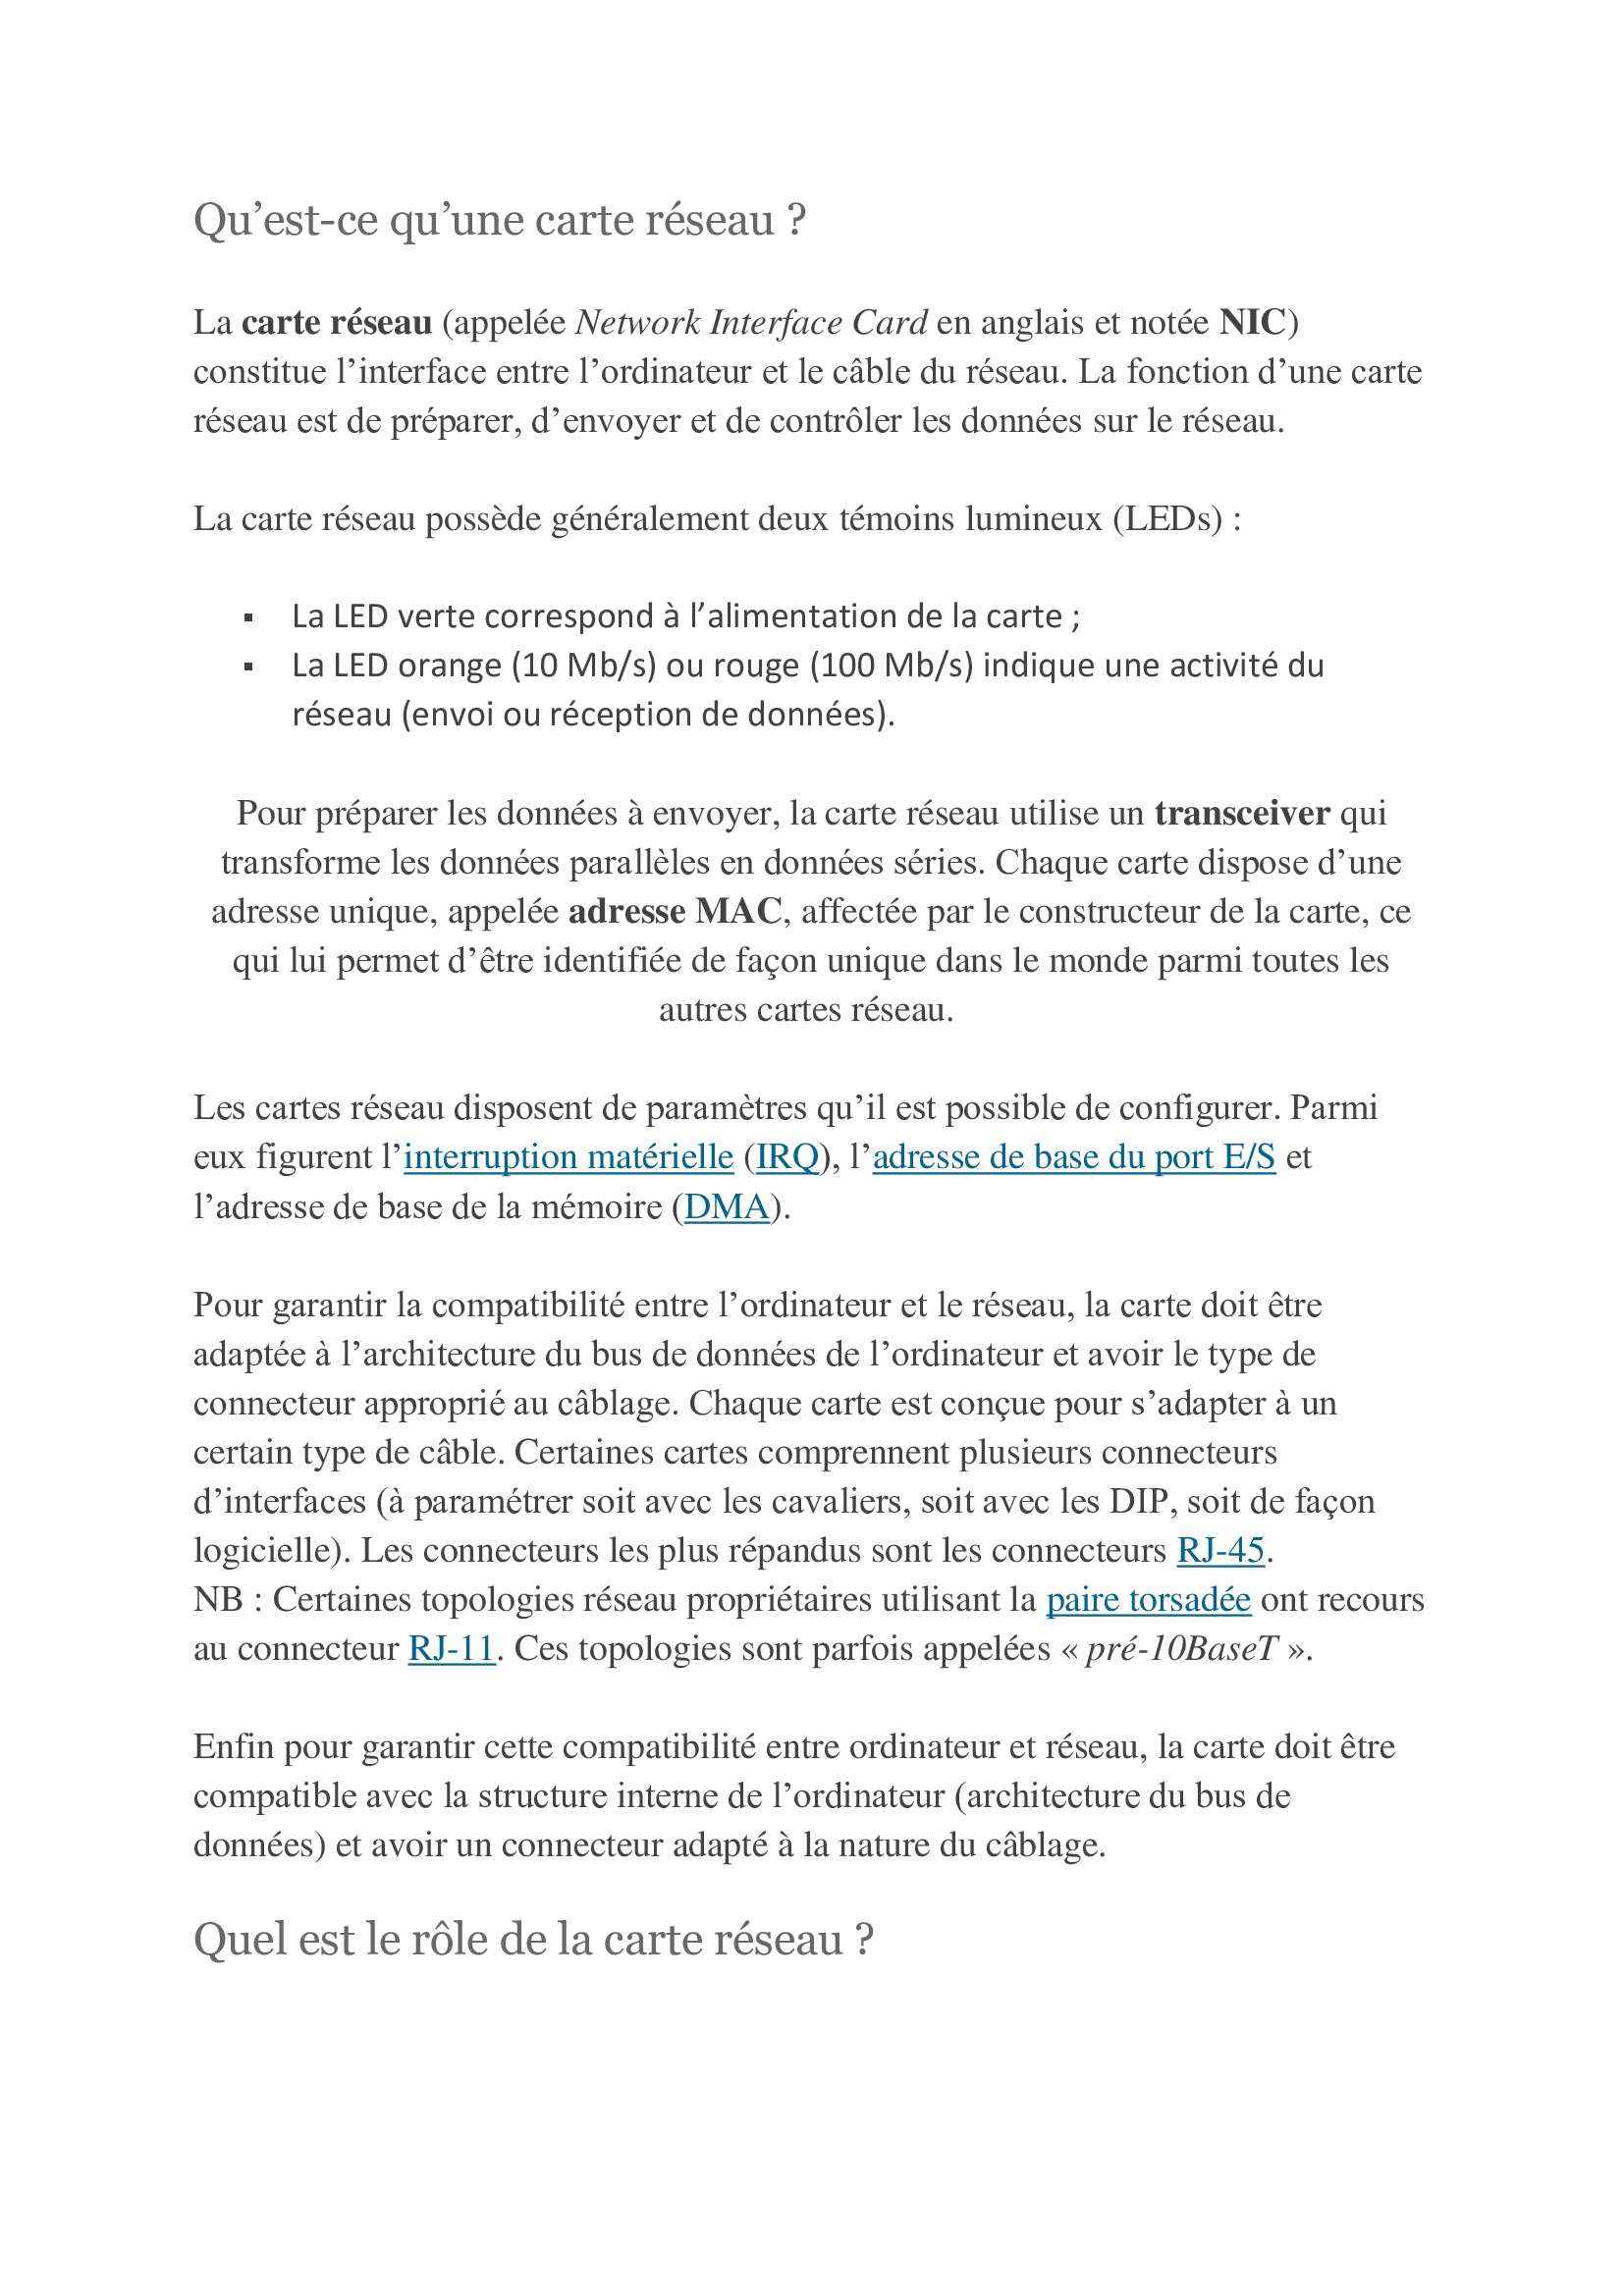 Qu’est-ce qu’une carte réseau ?
La carte réseau (appelée Network Interface Card en anglais et notée NIC)
constitue l’interface entre l’ordinateur et le câble du réseau. La fonction d’une carte
réseau est de préparer, d’envoyer et de contrôler les données sur le réseau.
La carte réseau possède généralement deux témoins lumineux (LEDs) :
▪ La LED verte correspond à l’alimentation de la carte ;
▪ La LED orange (10 Mb/s) ou rouge (100 Mb/s) indique une activité du
réseau (envoi ou réception de données).
Pour préparer les données à envoyer, la carte réseau utilise un transceiver qui
transforme les données parallèles en données séries. Chaque carte dispose d’une
adresse unique, appelée adresse MAC, affectée par le constructeur de la carte, ce
qui lui permet d’être identifiée de façon unique dans le monde parmi toutes les
autres cartes réseau.
Les cartes réseau disposent de paramètres qu’il est possible de configurer. Parmi
eux figurent l’interruption matérielle (IRQ), l’adresse de base du port E/S et
l’adresse de base de la mémoire (DMA).
Pour garantir la compatibilité entre l’ordinateur et le réseau, la carte doit être
adaptée à l’architecture du bus de données de l’ordinateur et avoir le type de
connecteur approprié au câblage. Chaque carte est conçue pour s’adapter à un
certain type de câble. Certaines cartes comprennent plusieurs connecteurs
d’interfaces (à paramétrer soit avec les cavaliers, soit avec les DIP, soit de façon
logicielle). Les connecteurs les plus répandus sont les connecteurs RJ-45.
NB : Certaines topologies réseau propriétaires utilisant la paire torsadée ont recours
au connecteur RJ-11. Ces topologies sont parfois appelées « pré-10BaseT ».
Enfin pour garantir cette compatibilité entre ordinateur et réseau, la carte doit être
compatible avec la structure interne de l’ordinateur (architecture du bus de
données) et avoir un connecteur adapté à la nature du câblage.
Quel est le rôle de la carte réseau ?